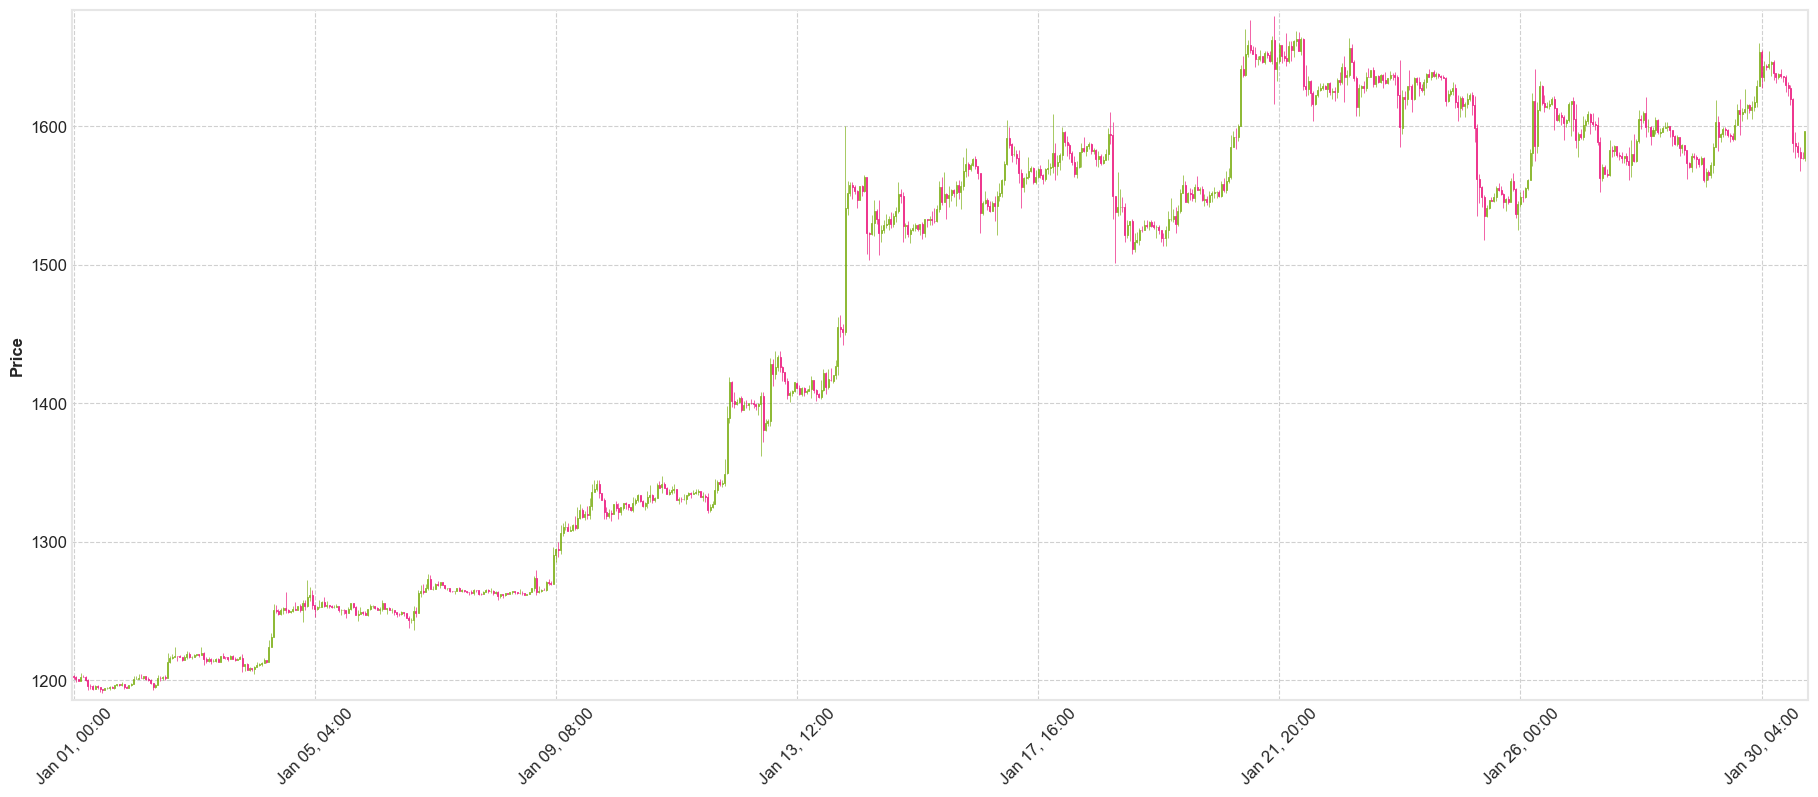 Price
1600
1500
1400
1300
1200
Jan 01, 00:00
Jan 05, 04:00
Jan 09, 08:00
Jan 13, 12:00
Jan 17, 16:00
Jan 21, 20:00
Jan 26, 00:00
Jan 30, 04:00